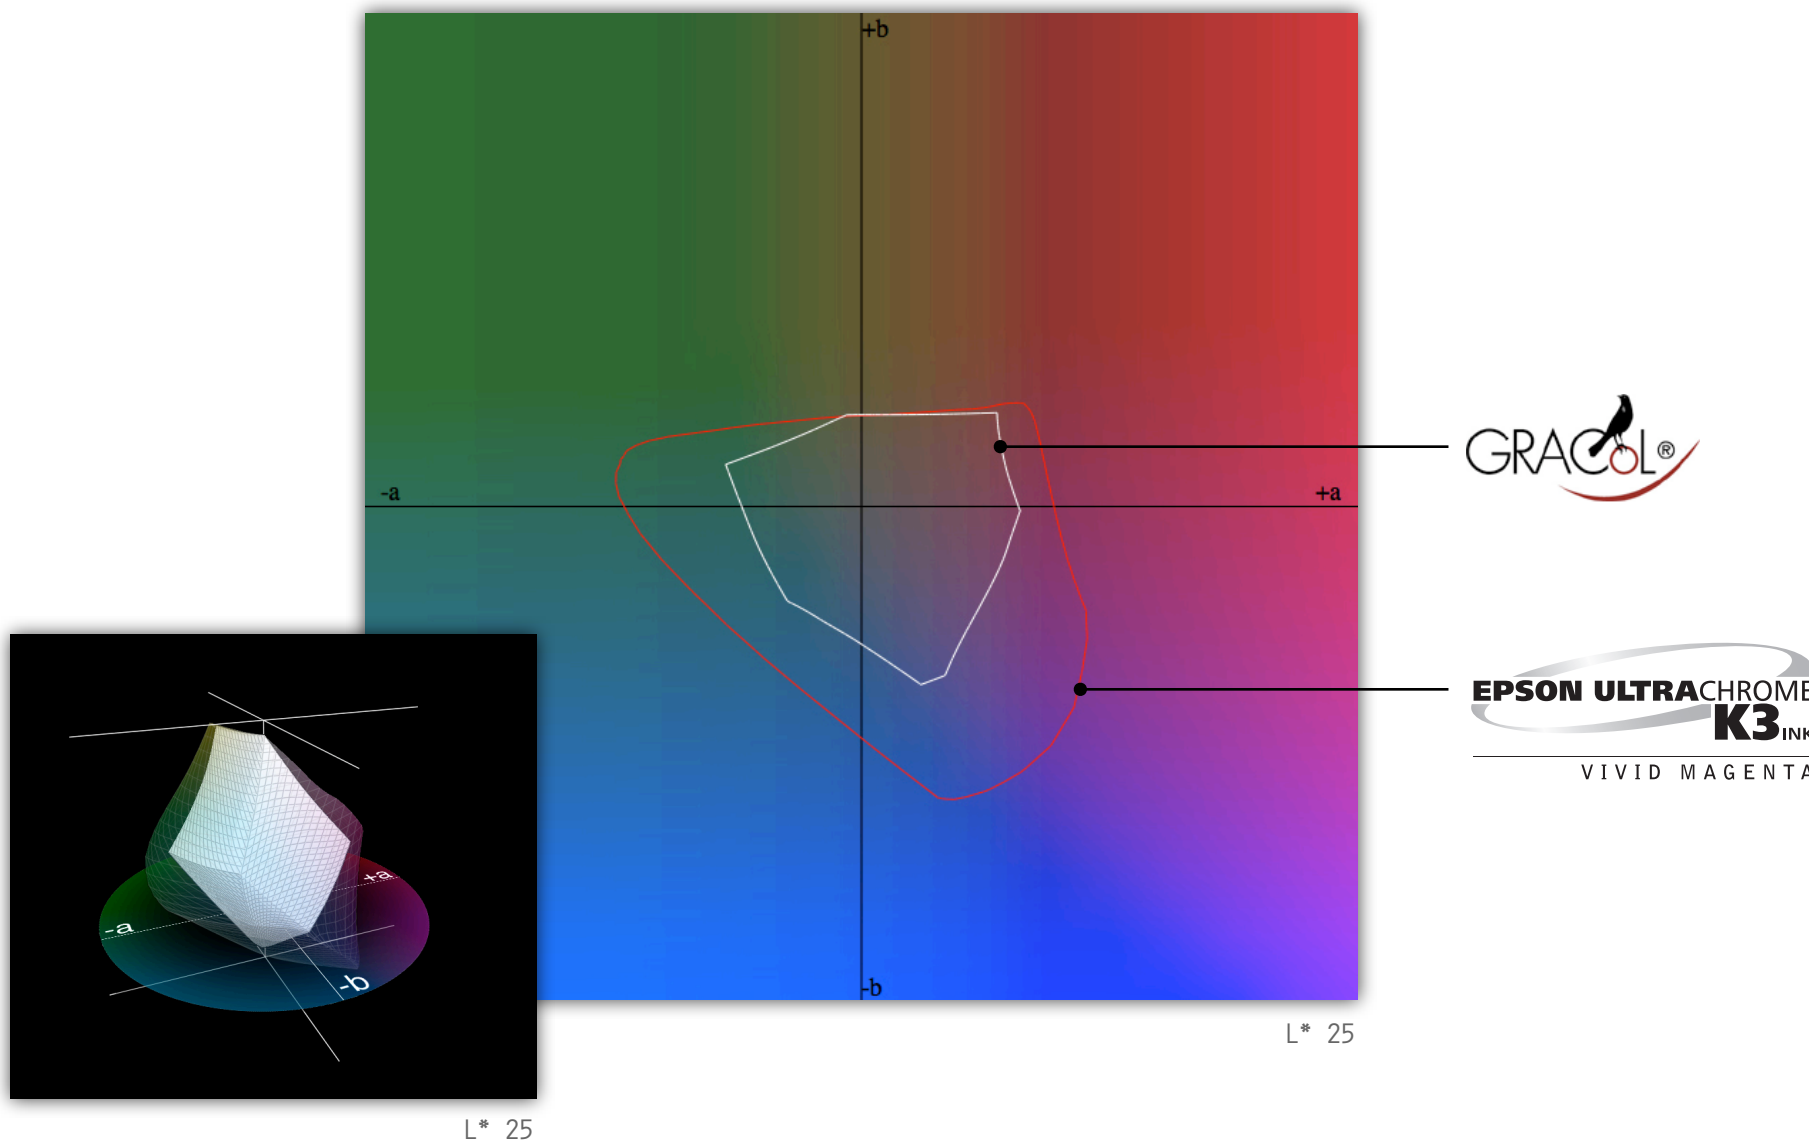 +b
-a
+a
GRACoL®
EPSON ULTRACHROME
K3 INK
VIVID MAGENTA
-b
L* 25
+a
-a
-b
L* 25